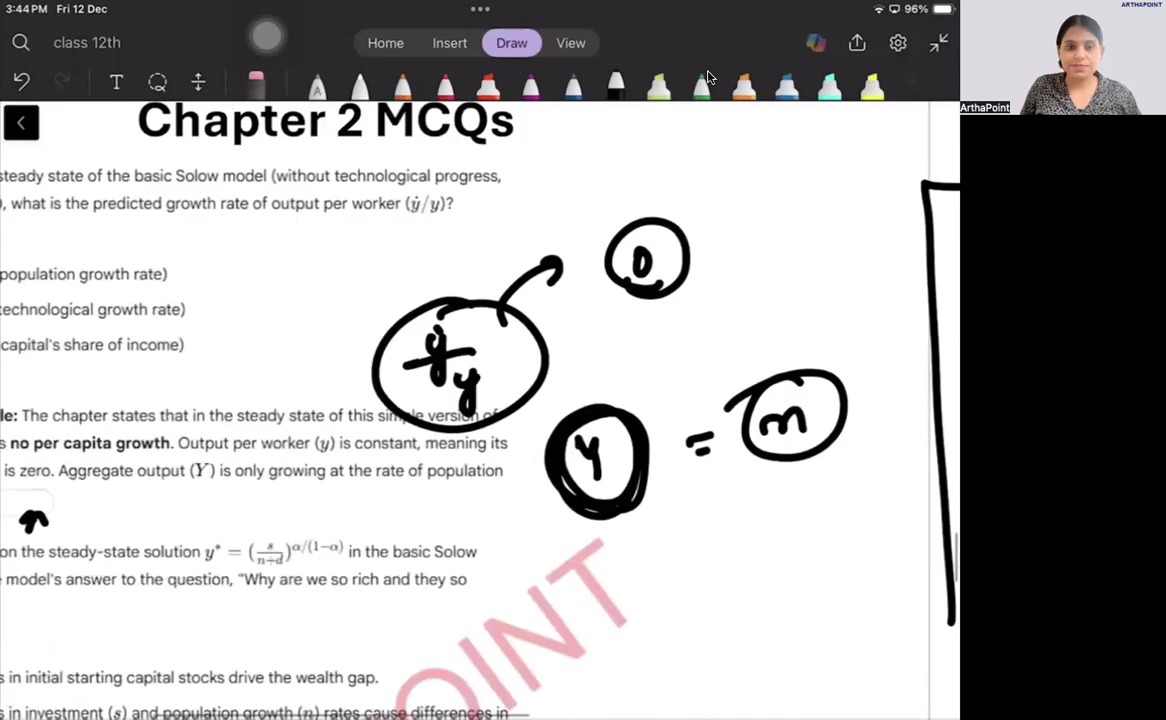 3:44 PM Fri 12 Dec
96%
ARTHAPOINT
class 12th
Home Insert Draw View
T
A
ArthaPoint
Chapter 2 MCQs
steady state of the basic Solow model (without technological progress,
), what is the predicted growth rate of output per worker (ẏ/y)?
population growth rate)
technological growth rate)
capital's share of income)
ẏ/y
0
Y = n
le: The chapter states that in the steady state of this simple version of
s no per capita growth. Output per worker (y) is constant, meaning its
is zero. Aggregate output (Y) is only growing at the rate of population
on the steady-state solution y* = (s/n+d)^α/(1−α) in the basic Solow
model's answer to the question, "Why are we so rich and they so
s in initial starting capital stocks drive the wealth gap.
s in investment (s) and population growth (n) rates cause differences in
OINT